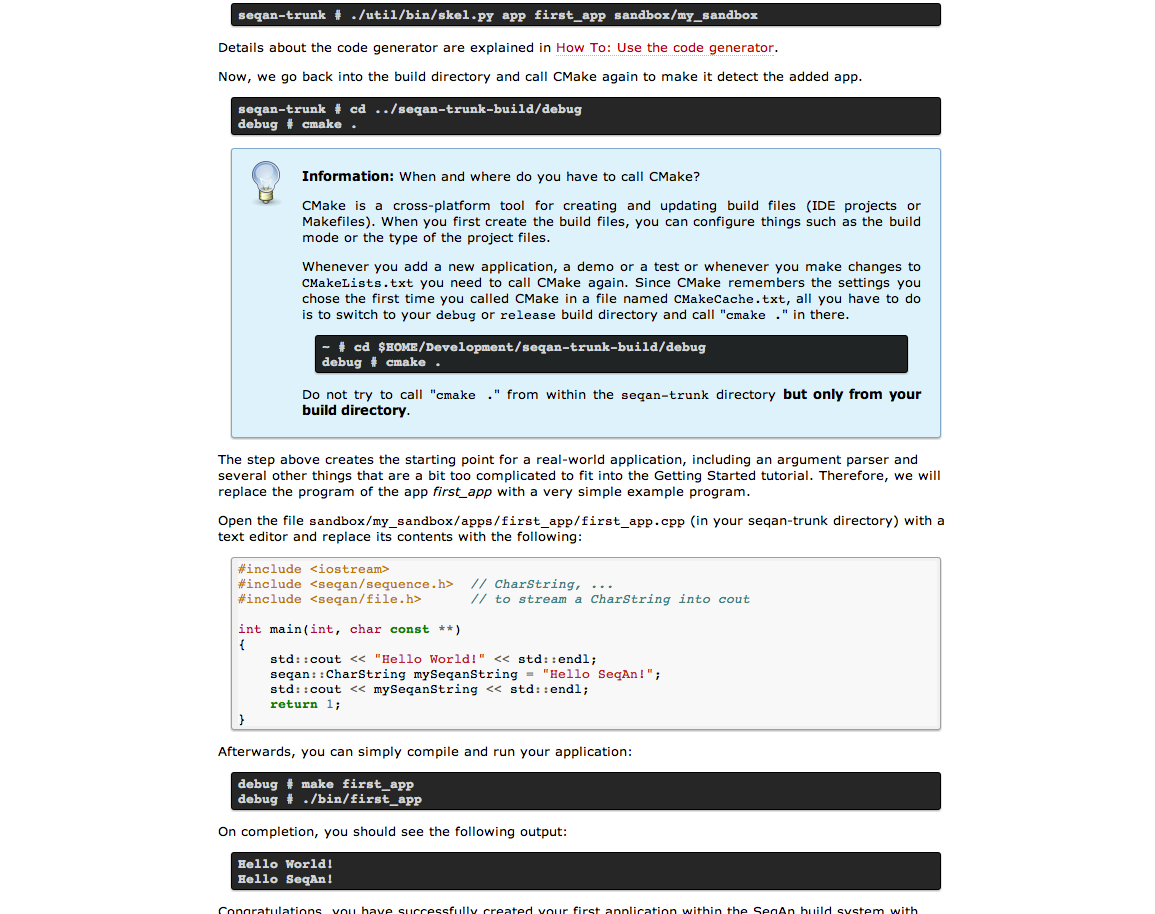 seqan-trunk # ./util/bin/skel.py app first_app sandbox/my_sandbox
Details about the code generator are explained in How To: Use the code generator.
Now, we go back into the build directory and call CMake again to make it detect the added app.
seqan-trunk # cd ../seqan-trunk-build/debug
debug # cmake .
Information: When and where do you have to call CMake?
CMake is a cross-platform tool for creating and updating build files (IDE projects or
Makefiles). When you first create the build files, you can configure things such as the build
mode or the type of the project files.
Whenever you add a new application, a demo or a test or whenever you make changes to
CMakeLists.txt you need to call CMake again. Since CMake remembers the settings you
chose the first time you called CMake in a file named CMakeCache.txt, all you have to do
is to switch to your debug or release build directory and call "cmake ." in there.
~ # cd $HOME/Development/seqan-trunk-build/debug
debug # cmake .
Do not try to call "cmake ." from within the seqan-trunk directory but only from your
build directory.
The step above creates the starting point for a real-world application, including an argument parser and
several other things that are a bit too complicated to fit into the Getting Started tutorial. Therefore, we will
replace the program of the app first_app with a very simple example program.
Open the file sandbox/my_sandbox/apps/first_app/first_app.cpp (in your seqan-trunk directory) with a
text editor and replace its contents with the following:
#include <iostream>
#include <seqan/sequence.h>  // CharString, ...
#include <seqan/file.h>      // to stream a CharString into cout
int main(int, char const **)
{
    std::cout << "Hello World!" << std::endl;
    seqan::CharString mySeqanString = "Hello SeqAn!";
    std::cout << mySeqanString << std::endl;
    return 1;
}
Afterwards, you can simply compile and run your application:
debug # make first_app
debug # ./bin/first_app
On completion, you should see the following output:
Hello World!
Hello SeqAn!
Congratulations, you have successfully created your first application within the SeqAn build system with